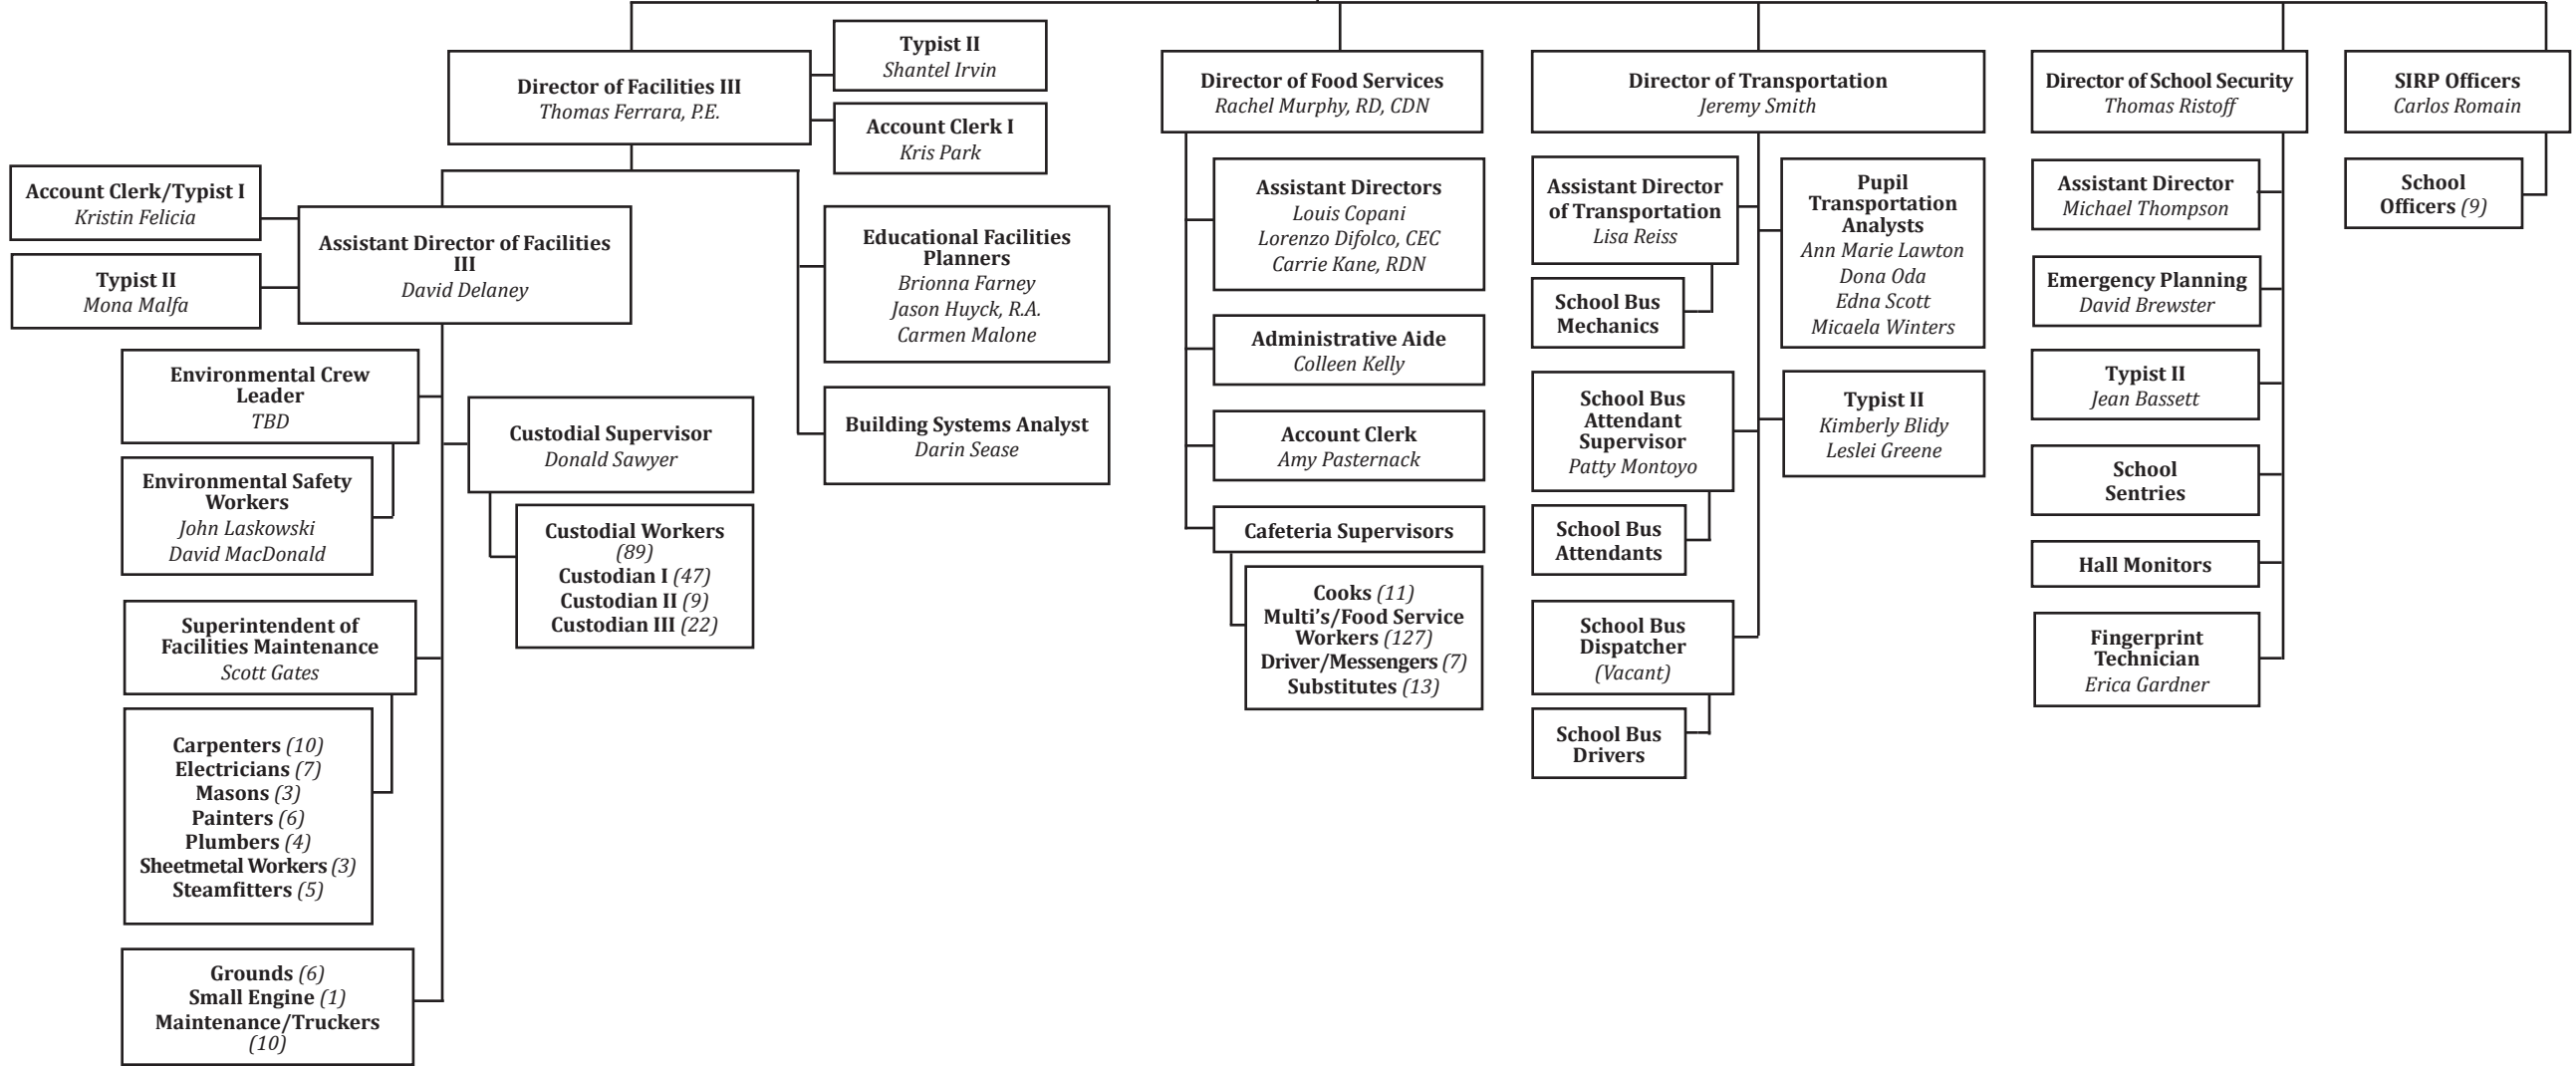 Typist II
Shantel Irvin
Director of Facilities III
Thomas Ferrara, P.E.
Account Clerk I
Kris Park
Account Clerk/Typist I
Kristin Felicia
Typist II
Mona Malfa
Assistant Director of Facilities
III
David Delaney
Educational Facilities
Planners
Brionna Farney
Jason Huyck, R.A.
Carmen Malone
Building Systems Analyst
Darin Sease
Environmental Crew
Leader
TBD
Environmental Safety
Workers
John Laskowski
David MacDonald
Custodial Supervisor
Donald Sawyer
Custodial Workers
(89)
Custodian I (47)
Custodian II (9)
Custodian III (22)
Superintendent of
Facilities Maintenance
Scott Gates
Carpenters (10)
Electricians (7)
Masons (3)
Painters (6)
Plumbers (4)
Sheetmetal Workers (3)
Steamfitters (5)
Grounds (6)
Small Engine (1)
Maintenance/Truckers
(10)
Director of Food Services
Rachel Murphy, RD, CDN
Assistant Directors
Louis Copani
Lorenzo Difolco, CEC
Carrie Kane, RDN
Administrative Aide
Colleen Kelly
Account Clerk
Amy Pasternack
Cafeteria Supervisors
Cooks (11)
Multi's/Food Service
Workers (127)
Driver/Messengers (7)
Substitutes (13)
Director of Transportation
Jeremy Smith
Assistant Director
of Transportation
Lisa Reiss
School Bus
Mechanics
Pupil
Transportation
Analysts
Ann Marie Lawton
Dona Oda
Edna Scott
Micaela Winters
School Bus
Attendant
Supervisor
Patty Montoyo
School Bus
Attendants
Typist II
Kimberly Blidy
Leslei Greene
School Bus
Dispatcher
(Vacant)
School Bus
Drivers
Director of School Security
Thomas Ristoff
Assistant Director
Michael Thompson
Emergency Planning
David Brewster
Typist II
Jean Bassett
School
Sentries
Hall Monitors
Fingerprint
Technician
Erica Gardner
SIRP Officers
Carlos Romain
School
Officers (9)